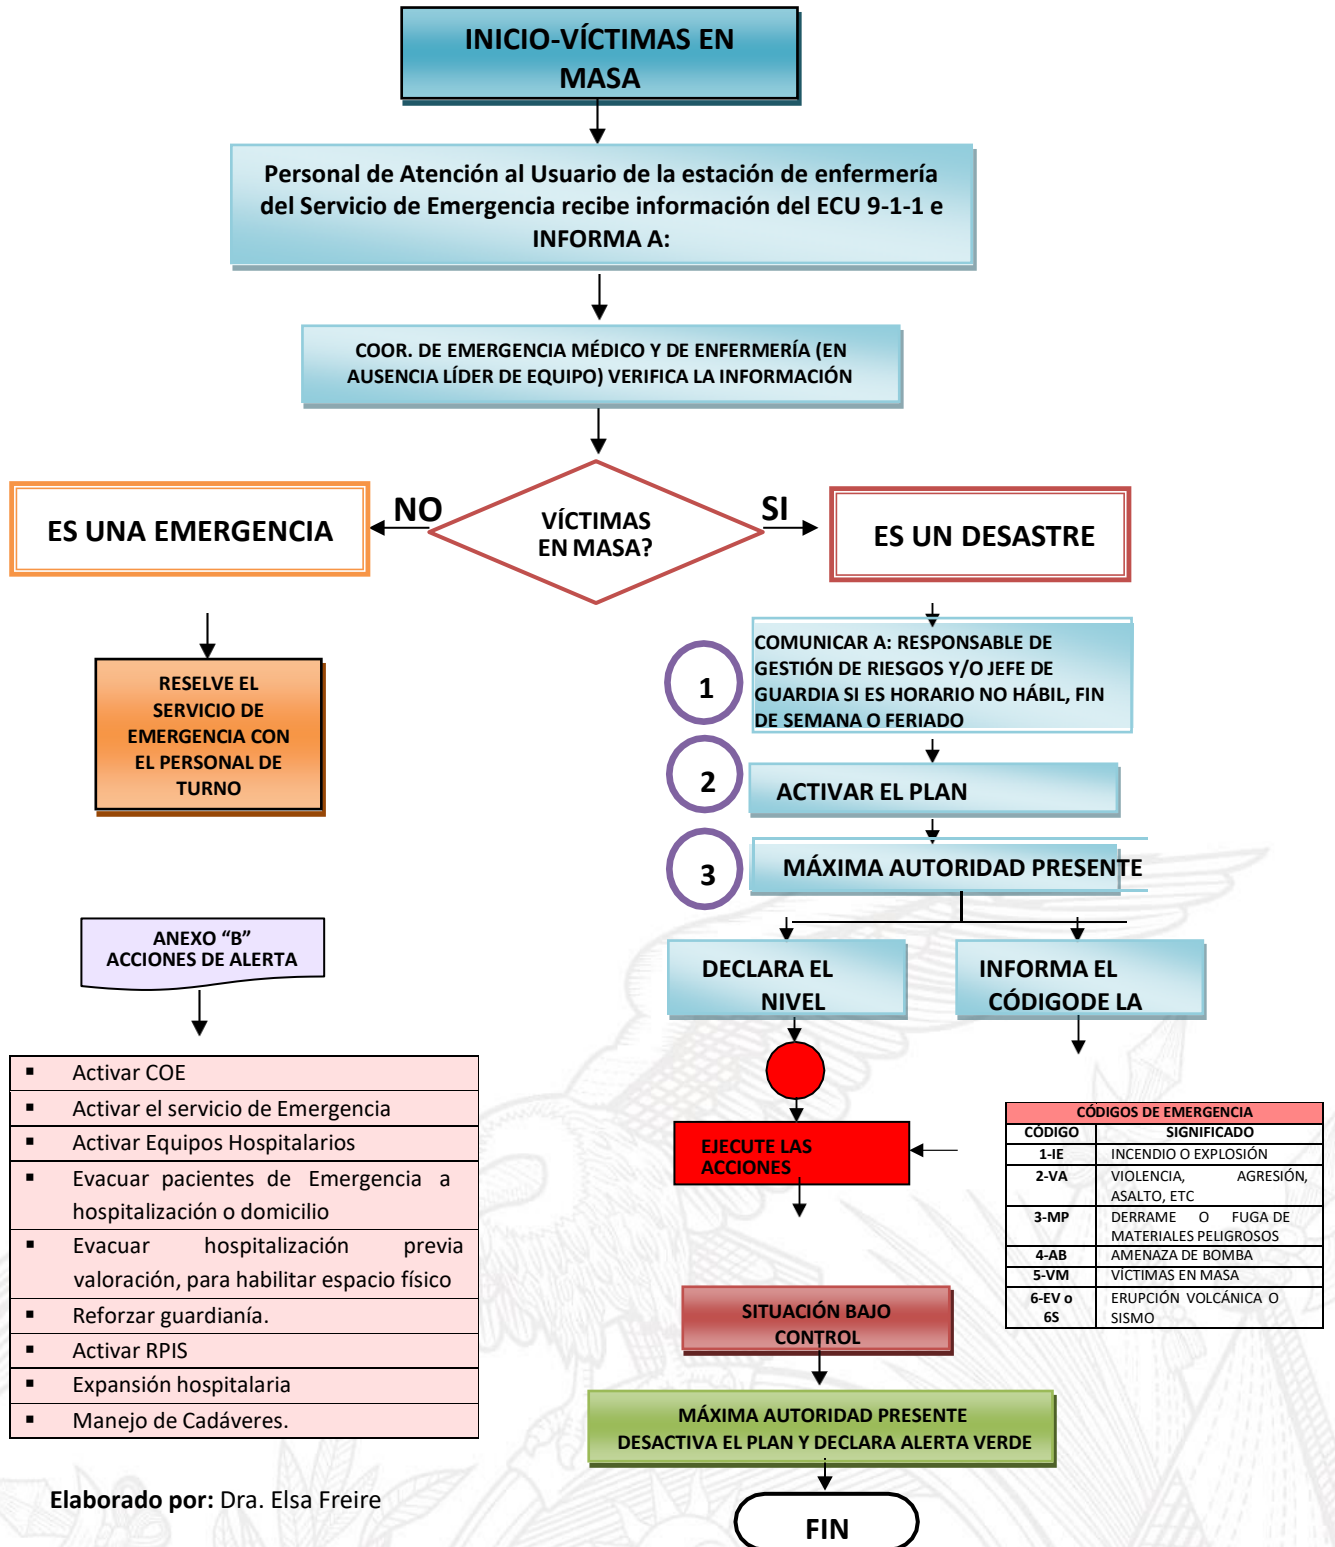 INICIO-VÍCTIMAS EN
MASA
Personal de Atención al Usuario de la estación de enfermería
del Servicio de Emergencia recibe información del ECU 9-1-1 e
INFORMA A:
COOR. DE EMERGENCIA MÉDICO Y DE ENFERMERÍA (EN
AUSENCIA LÍDER DE EQUIPO) VERIFICA LA INFORMACIÓN
NO
VÍCTIMAS
EN MASA?
SI
ES UNA EMERGENCIA
ES UN DESASTRE
RESELVE EL
SERVICIO DE
EMERGENCIA CON
EL PERSONAL DE
TURNO
1
COMUNICAR A: RESPONSABLE DE
GESTIÓN DE RIESGOS Y/O JEFE DE
GUARDIA SI ES HORARIO NO HÁBIL, FIN
DE SEMANA O FERIADO
2
ACTIVAR EL PLAN
3
MÁXIMA AUTORIDAD PRESENTE
DECLARA EL
NIVEL
INFORMA EL
CÓDIGODE LA
ANEXO “B”
ACCIONES DE ALERTA
▪ Activar COE
▪ Activar el servicio de Emergencia
▪ Activar Equipos Hospitalarios
▪ Evacuar pacientes de Emergencia a
hospitalización o domicilio
▪ Evacuar hospitalización previa
valoración, para habilitar espacio físico
▪ Reforzar guardianía.
▪ Activar RPIS
▪ Expansión hospitalaria
▪ Manejo de Cadáveres.
EJECUTE LAS
ACCIONES
CÓDIGOS DE EMERGENCIA
CÓDIGO SIGNIFICADO
1-IE INCENDIO O EXPLOSIÓN
2-VA VIOLENCIA, AGRESIÓN,
ASALTO, ETC
3-MP DERRAME O FUGA DE
MATERIALES PELIGROSOS
4-AB AMENAZA DE BOMBA
5-VM VÍCTIMAS EN MASA
6-EV o ERUPCIÓN VOLCÁNICA O
6S SISMO
SITUACIÓN BAJO
CONTROL
MÁXIMA AUTORIDAD PRESENTE
DESACTIVA EL PLAN Y DECLARA ALERTA VERDE
FIN
Elaborado por: Dra. Elsa Freire